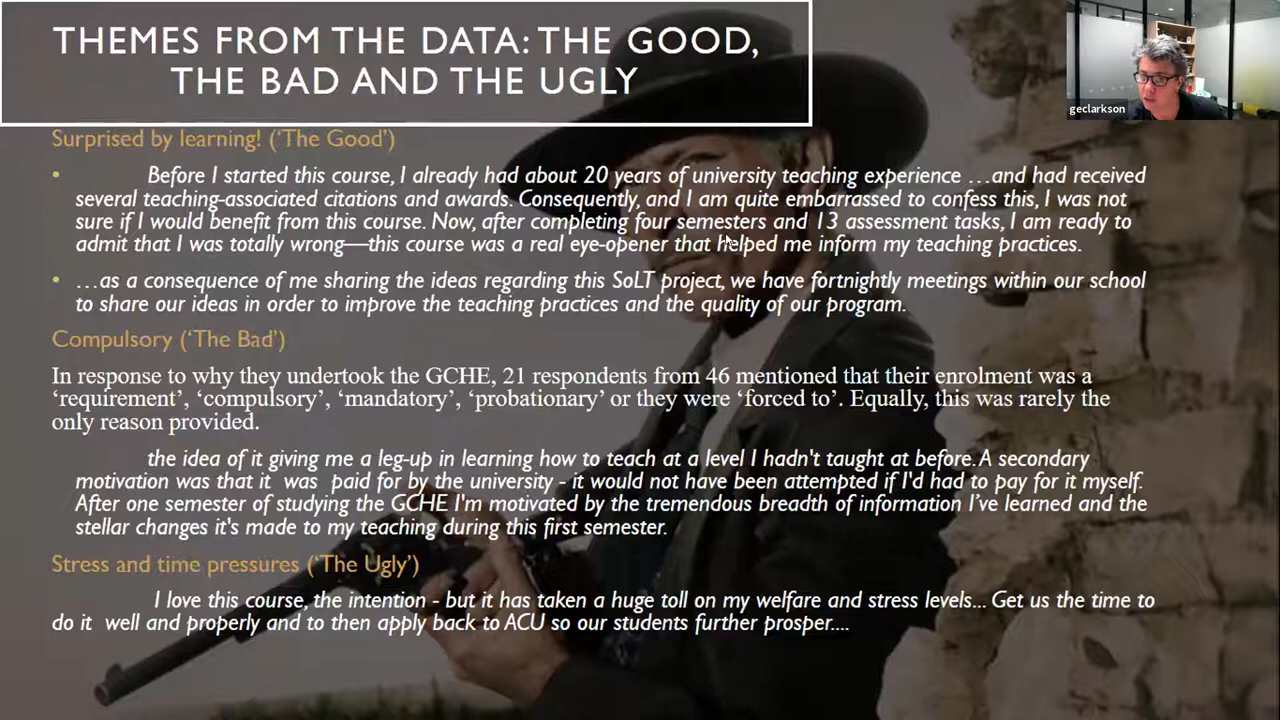 THEMES FROM THE DATA: THE GOOD,
THE BAD AND THE UGLY
geclarkson
Surprised by learning! (‘The Good’)
• Before I started this course, I already had about 20 years of university teaching experience …and had received
several teaching-associated citations and awards. Consequently, and I am quite embarrassed to confess this, I was not
sure if I would benefit from this course. Now, after completing four semesters and 13 assessment tasks, I am ready to
admit that I was totally wrong—this course was a real eye-opener that helped me inform my teaching practices.
• …as a consequence of me sharing the ideas regarding this SoLT project, we have fortnightly meetings within our school
to share our ideas in order to improve the teaching practices and the quality of our program.
Compulsory (‘The Bad’)
In response to why they undertook the GCHE, 21 respondents from 46 mentioned that their enrolment was a
‘requirement’, ‘compulsory’, ‘mandatory’, ‘probationary’ or they were ‘forced to’. Equally, this was rarely the
only reason provided.
the idea of it giving me a leg-up in learning how to teach at a level I hadn't taught at before. A secondary
motivation was that it was paid for by the university - it would not have been attempted if I'd had to pay for it myself.
After one semester of studying the GCHE I'm motivated by the tremendous breadth of information I’ve learned and the
stellar changes it's made to my teaching during this first semester.
Stress and time pressures (‘The Ugly’)
I love this course, the intention - but it has taken a huge toll on my welfare and stress levels... Get us the time to
do it well and properly and to then apply back to ACU so our students further prosper....